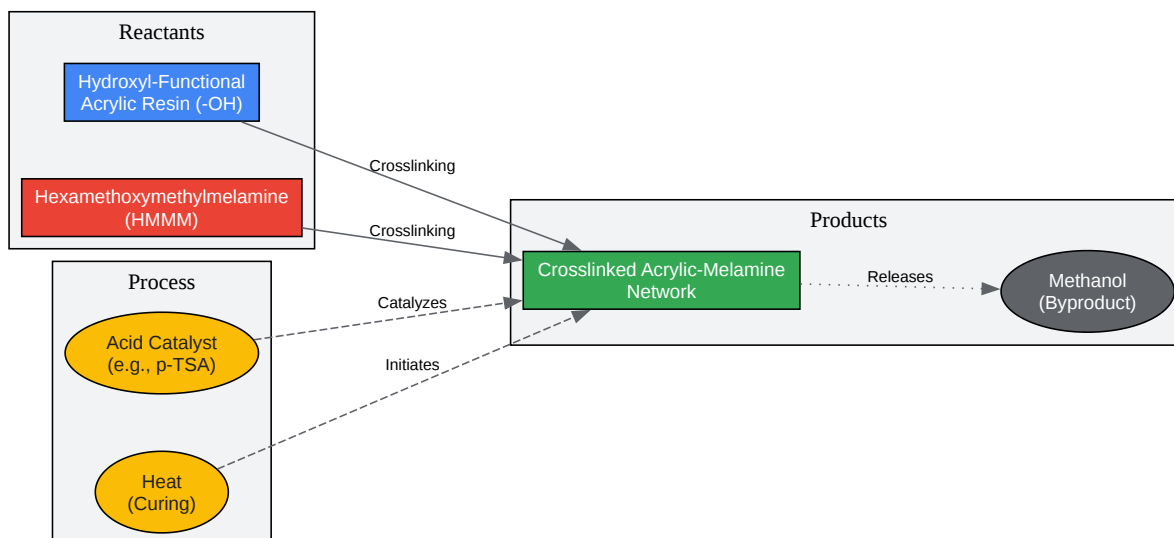 Reactants
Hydroxyl-Functional
Acrylic Resin (-OH)
Hexamethoxymethylmelamine
(HMMM)
Crosslinking
Crosslinking
Process
Acid Catalyst
(e.g., p-TSA)
Heat
(Curing)
Catalyzes
Initiates
Products
Crosslinked Acrylic-Melamine
Network
Releases
Methanol
(Byproduct)